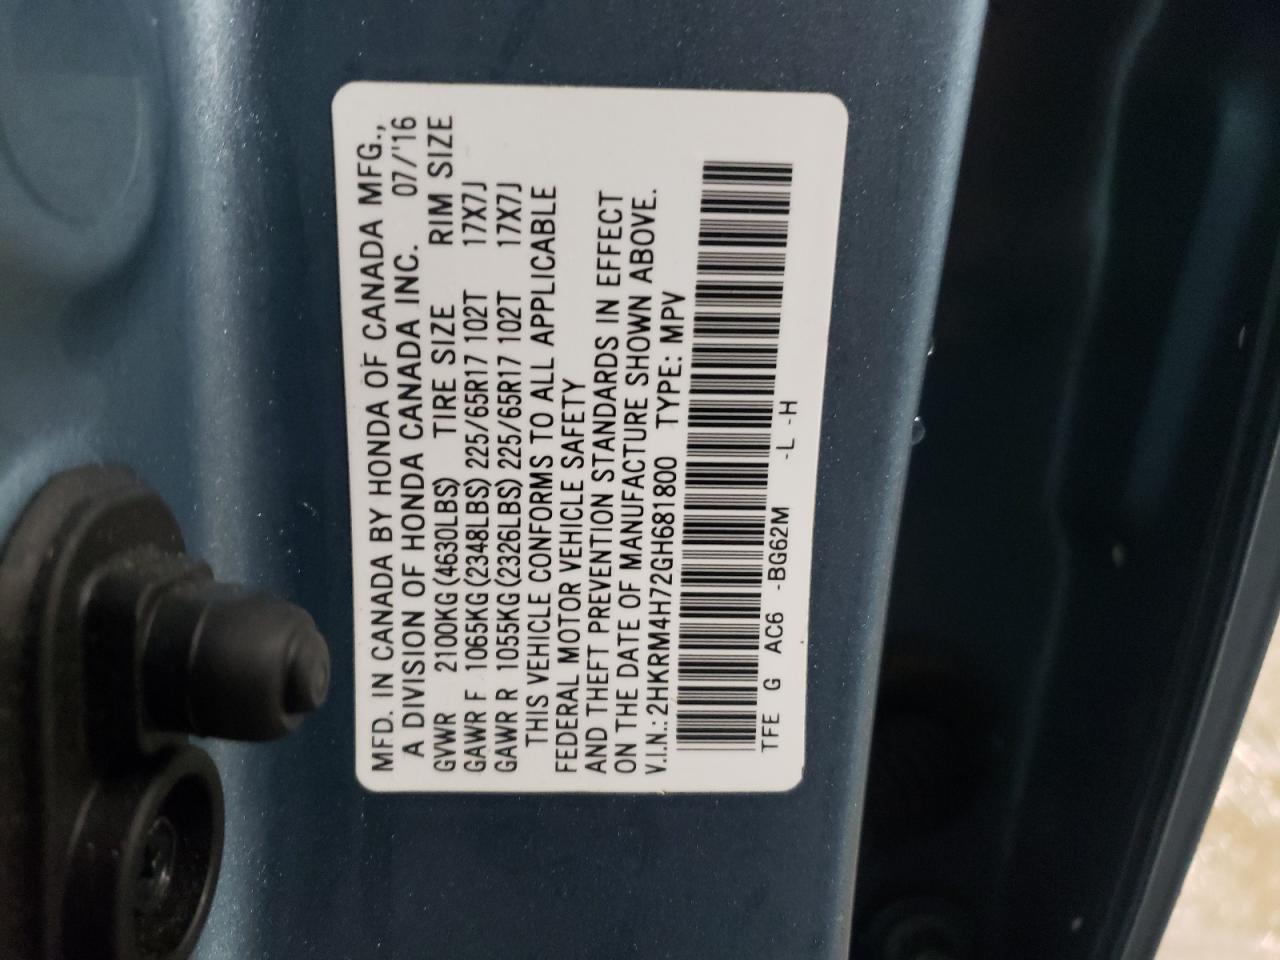 MFD. IN CANADA BY HONDA OF CANADA MFG.,
A DIVISION OF HONDA CANADA INC. 07/'16
GVWR 2100KG(4630LBS) TIRE SIZE RIM SIZE
GAWR F 1065KG(2348LBS) 225/65R17 102T 17X7J
GAWR R 1055KG(2326LBS) 225/65R17 102T 17X7J
THIS VEHICLE CONFORMS TO ALL APPLICABLE
FEDERAL MOTOR VEHICLE SAFETY
AND THEFT PREVENTION STANDARDS IN EFFECT
ON THE DATE OF MANUFACTURE SHOWN ABOVE.
V.I.N.: 2HKRM4H72GH681800 TYPE: MPV
TFE G AC6 -BG62M -L -H